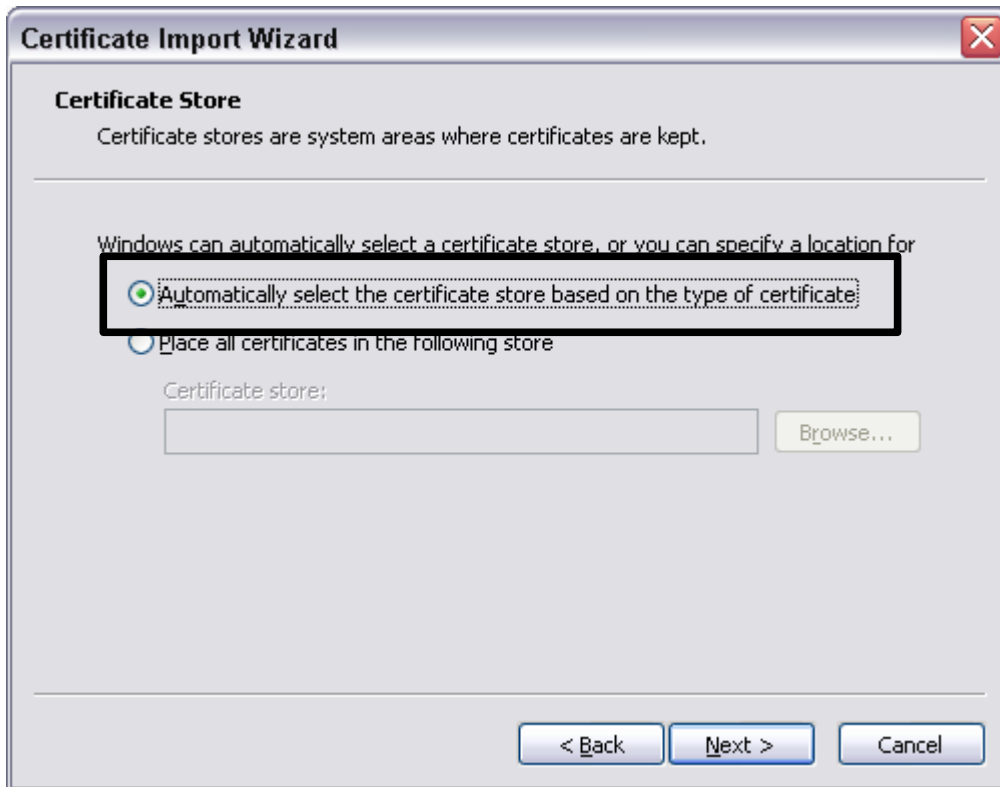 Certificate Import Wizard
Certificate Store
Certificate stores are system areas where certificates are kept.
Windows can automatically select a certificate store, or you can specify a location for
Automatically select the certificate store based on the type of certificate
Place all certificates in the following store
Certificate store:
Browse...
< Back Next > Cancel